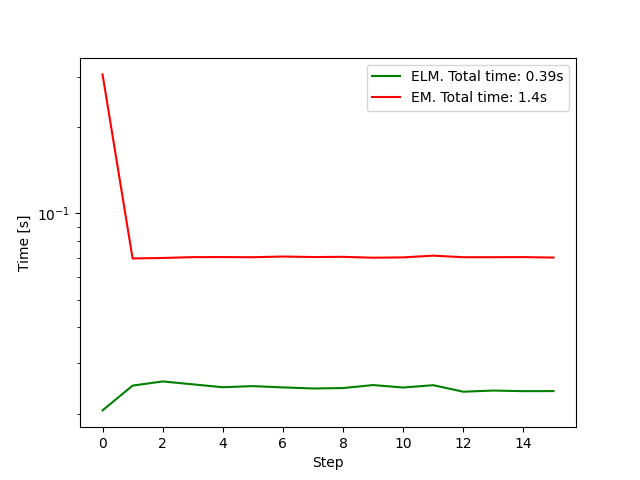 ELM. Total time: 0.39s
EM. Total time: 1.4s
Time [s]
10⁻¹
0 2 4 6 8 10 12 14
Step